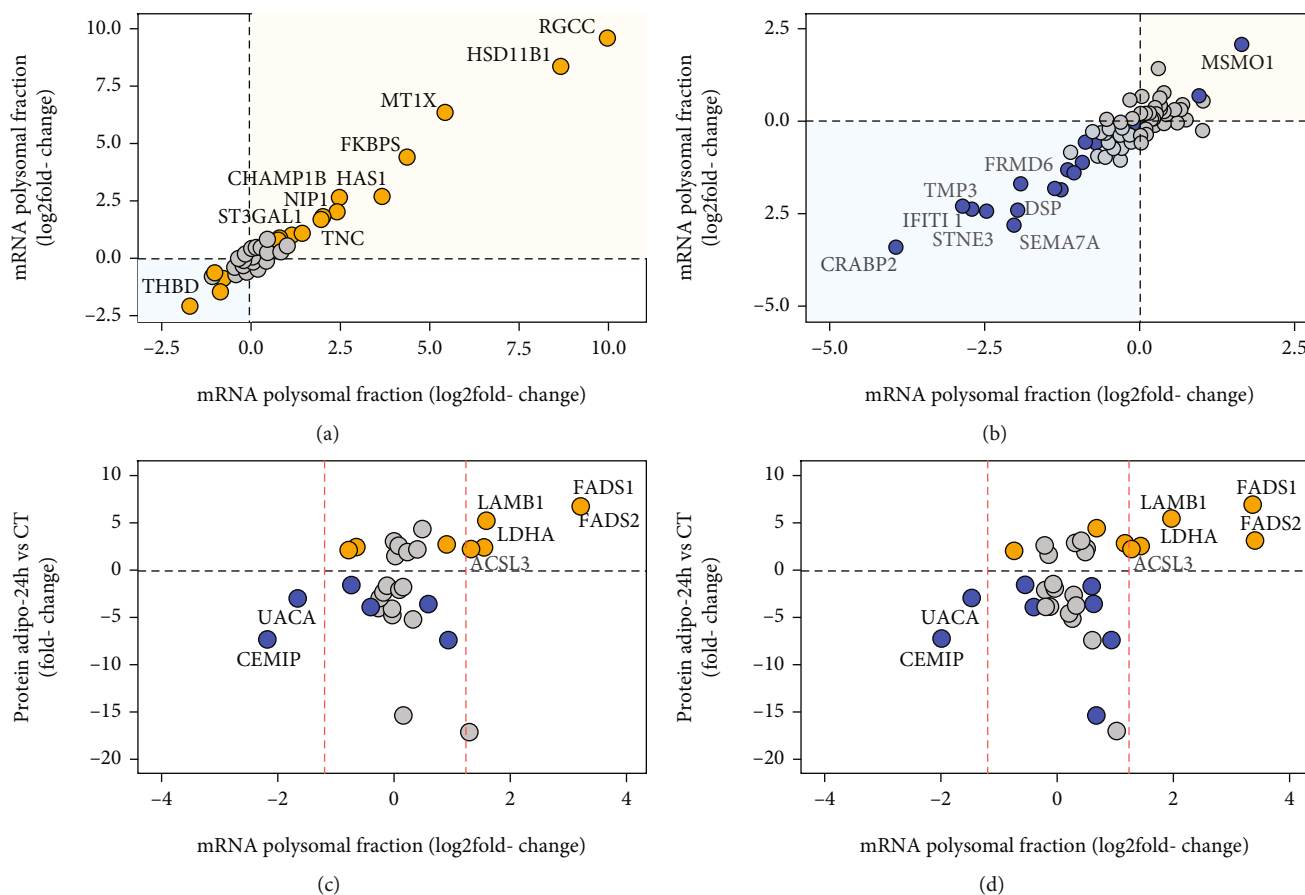 10.0
7.5
5.0
2.5
0.0
−2.5
mRNA polysomal fraction
(log2fold- change)
RGCC
HSD11B1
MT1X
FKBPS
CHAMP1B HAS1
NIP1
ST3GAL1
TNC
THBD
−2.5 0.0 2.5 5.0 7.5 10.0
mRNA polysomal fraction (log2fold- change)
(a)
2.5
0.0
2.5
−5.0
mRNA polysomal fraction
(log2fold- change)
MSMO1
FRMD6
TMP3
DSP
IFITI 1
STNE3
SEMA7A
CRABP2
−5.0 −2.5 0.0 2.5
mRNA polysomal fraction (log2fold- change)
(b)
10
5
0
−5
−10
−15
−20
Protein adipo-24h vs CT
(fold- change)
FADS1
LAMB1
FADS2
LDHA
ACSL3
UACA
CEMIP
−4 −2 0 2 4
mRNA polysomal fraction (log2fold- change)
(c)
10
5
0
−5
−10
−15
−20
Protein adipo-24h vs CT
(fold- change)
FADS1
LAMB1
FADS2
LDHA
ACSL3
UACA
CEMIP
−4 −2 0 2 4
mRNA polysomal fraction (log2fold- change)
(d)